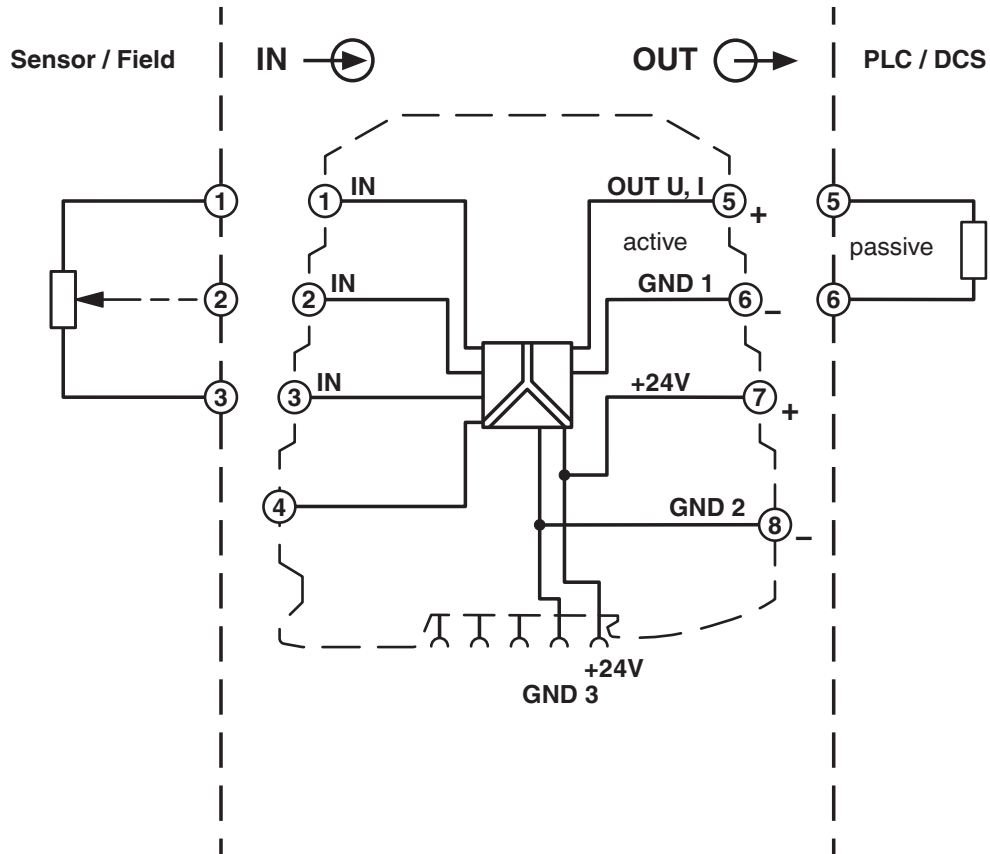 Sensor / Field IN OUT PLC / DCS
1 1 IN OUT U, I 5 + 5
active passive
2 2 IN GND 1 6 – 6
3 3 IN +24V 7 +
4 GND 2 8 –
+24V
GND 3